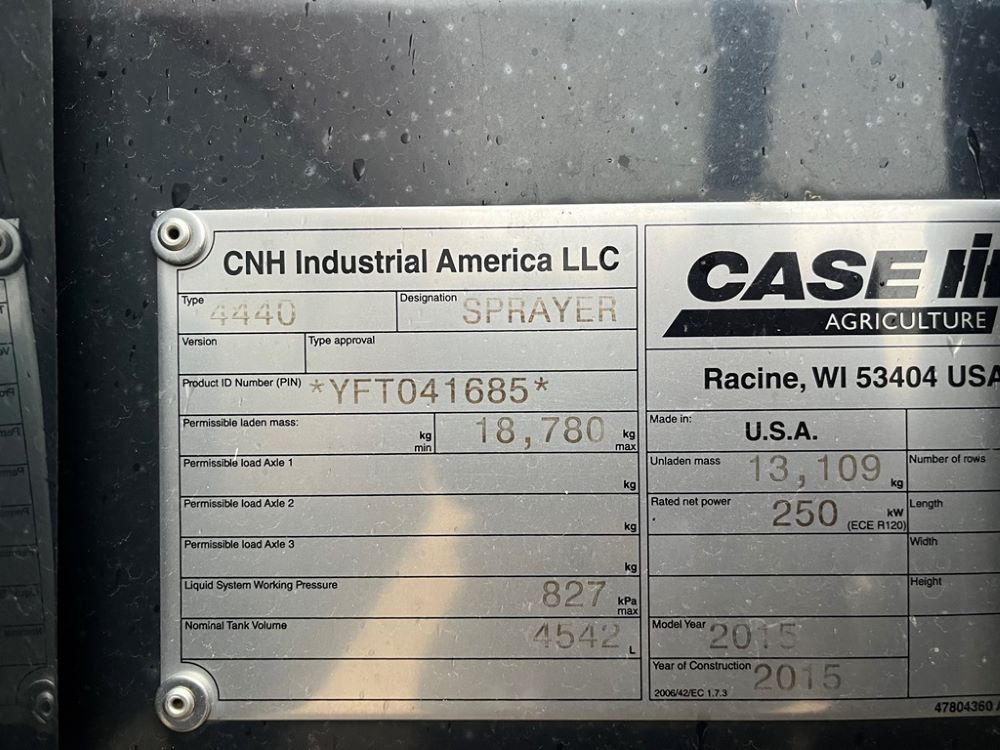 CNH Industrial America LLC
Type 4440 Designation SPRAYER
Version Type approval
Product ID Number (PIN) *YFT041685*
Permissible laden mass: kg min 18,780 kg max
Permissible load Axle 1 kg
Permissible load Axle 2 kg
Permissible load Axle 3 kg
Liquid System Working Pressure 827 kPa max
Nominal Tank Volume 4542 L
CASE IH
AGRICULTURE
Racine, WI 53404 USA
Made in: U.S.A.
Unladen mass 13,109 kg Number of rows
Rated net power 250 kW (ECE R120) Length
Width
Height
Model Year 2015
Year of Construction 2015
2006/42/EC 1.7.3
47804360 A